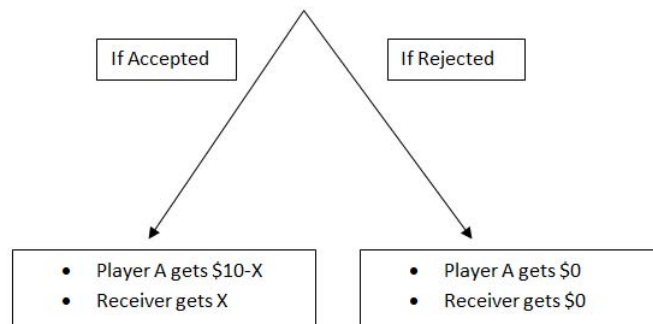 If Accepted
If Rejected
• Player A gets $10-X
• Receiver gets X
• Player A gets $0
• Receiver gets $0